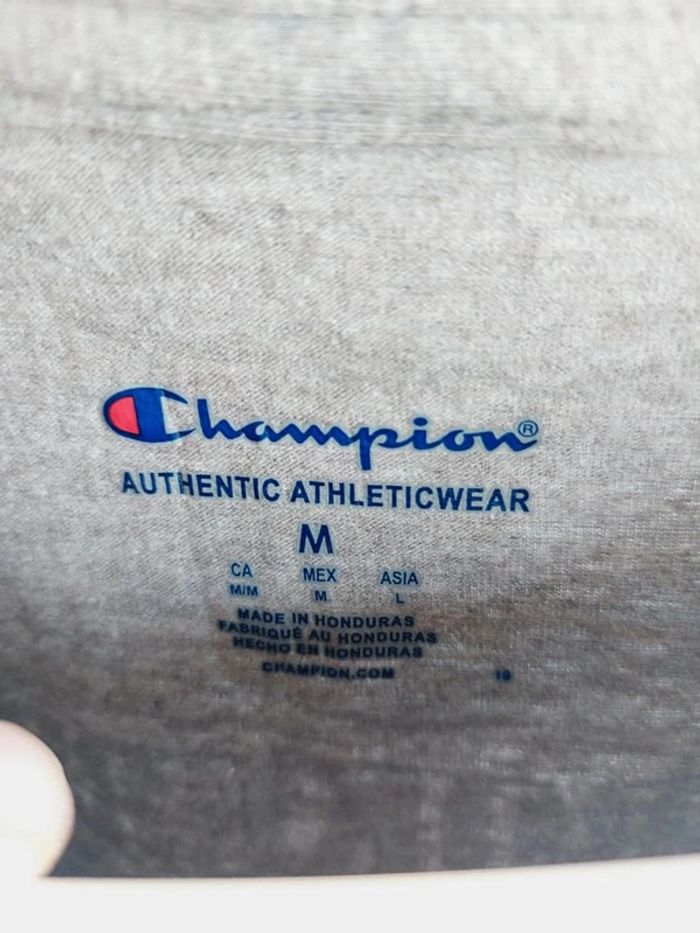 Champion®
AUTHENTIC ATHLETICWEAR
M
CA MEX ASIA
M/M M L
MADE IN HONDURAS
FABRIQUÉ AU HONDURAS
HECHO EN HONDURAS
CHAMPION.COM